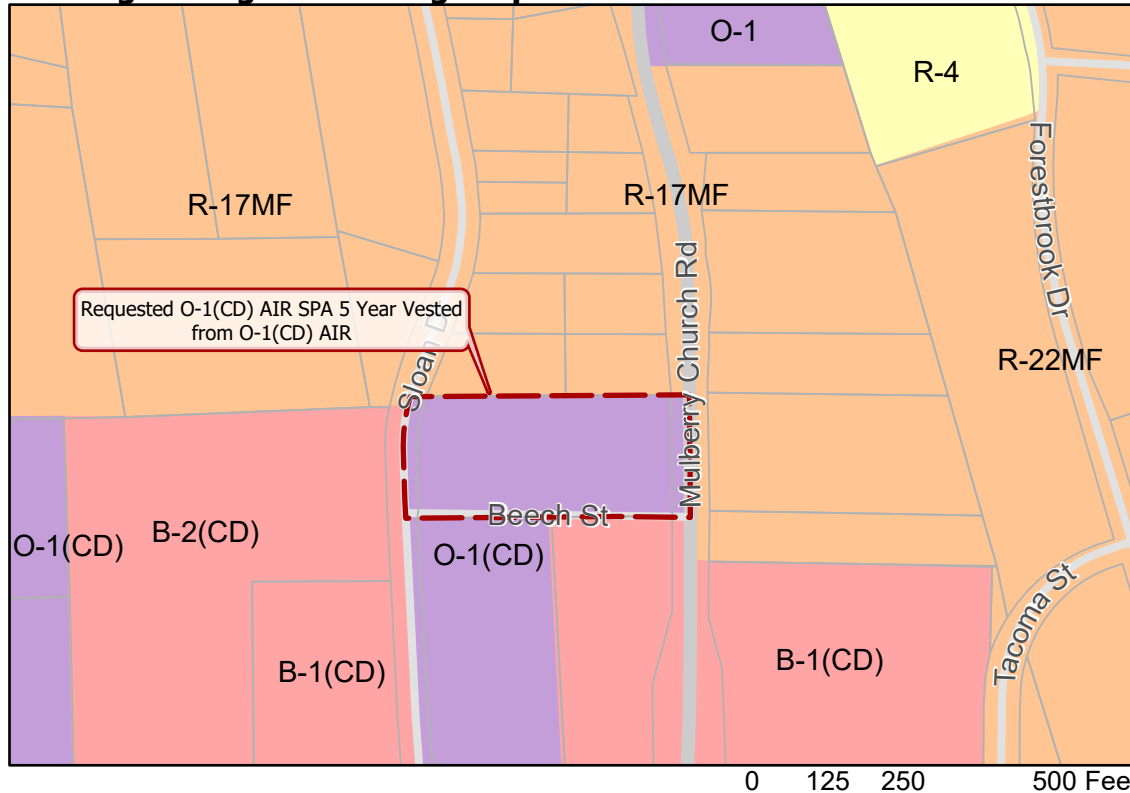 O-1
R-4
Forestbrook Dr
R-17MF
R-17MF
Requested O-1(CD) AIR SPA 5 Year Vested
from O-1(CD) AIR
Sloan D
Mulberry Church Rd
R-22MF
Beech St
O-1(CD)
B-2(CD)
O-1(CD)
Tacoma St
B-1(CD)
B-1(CD)
0 125 250 500 Fee